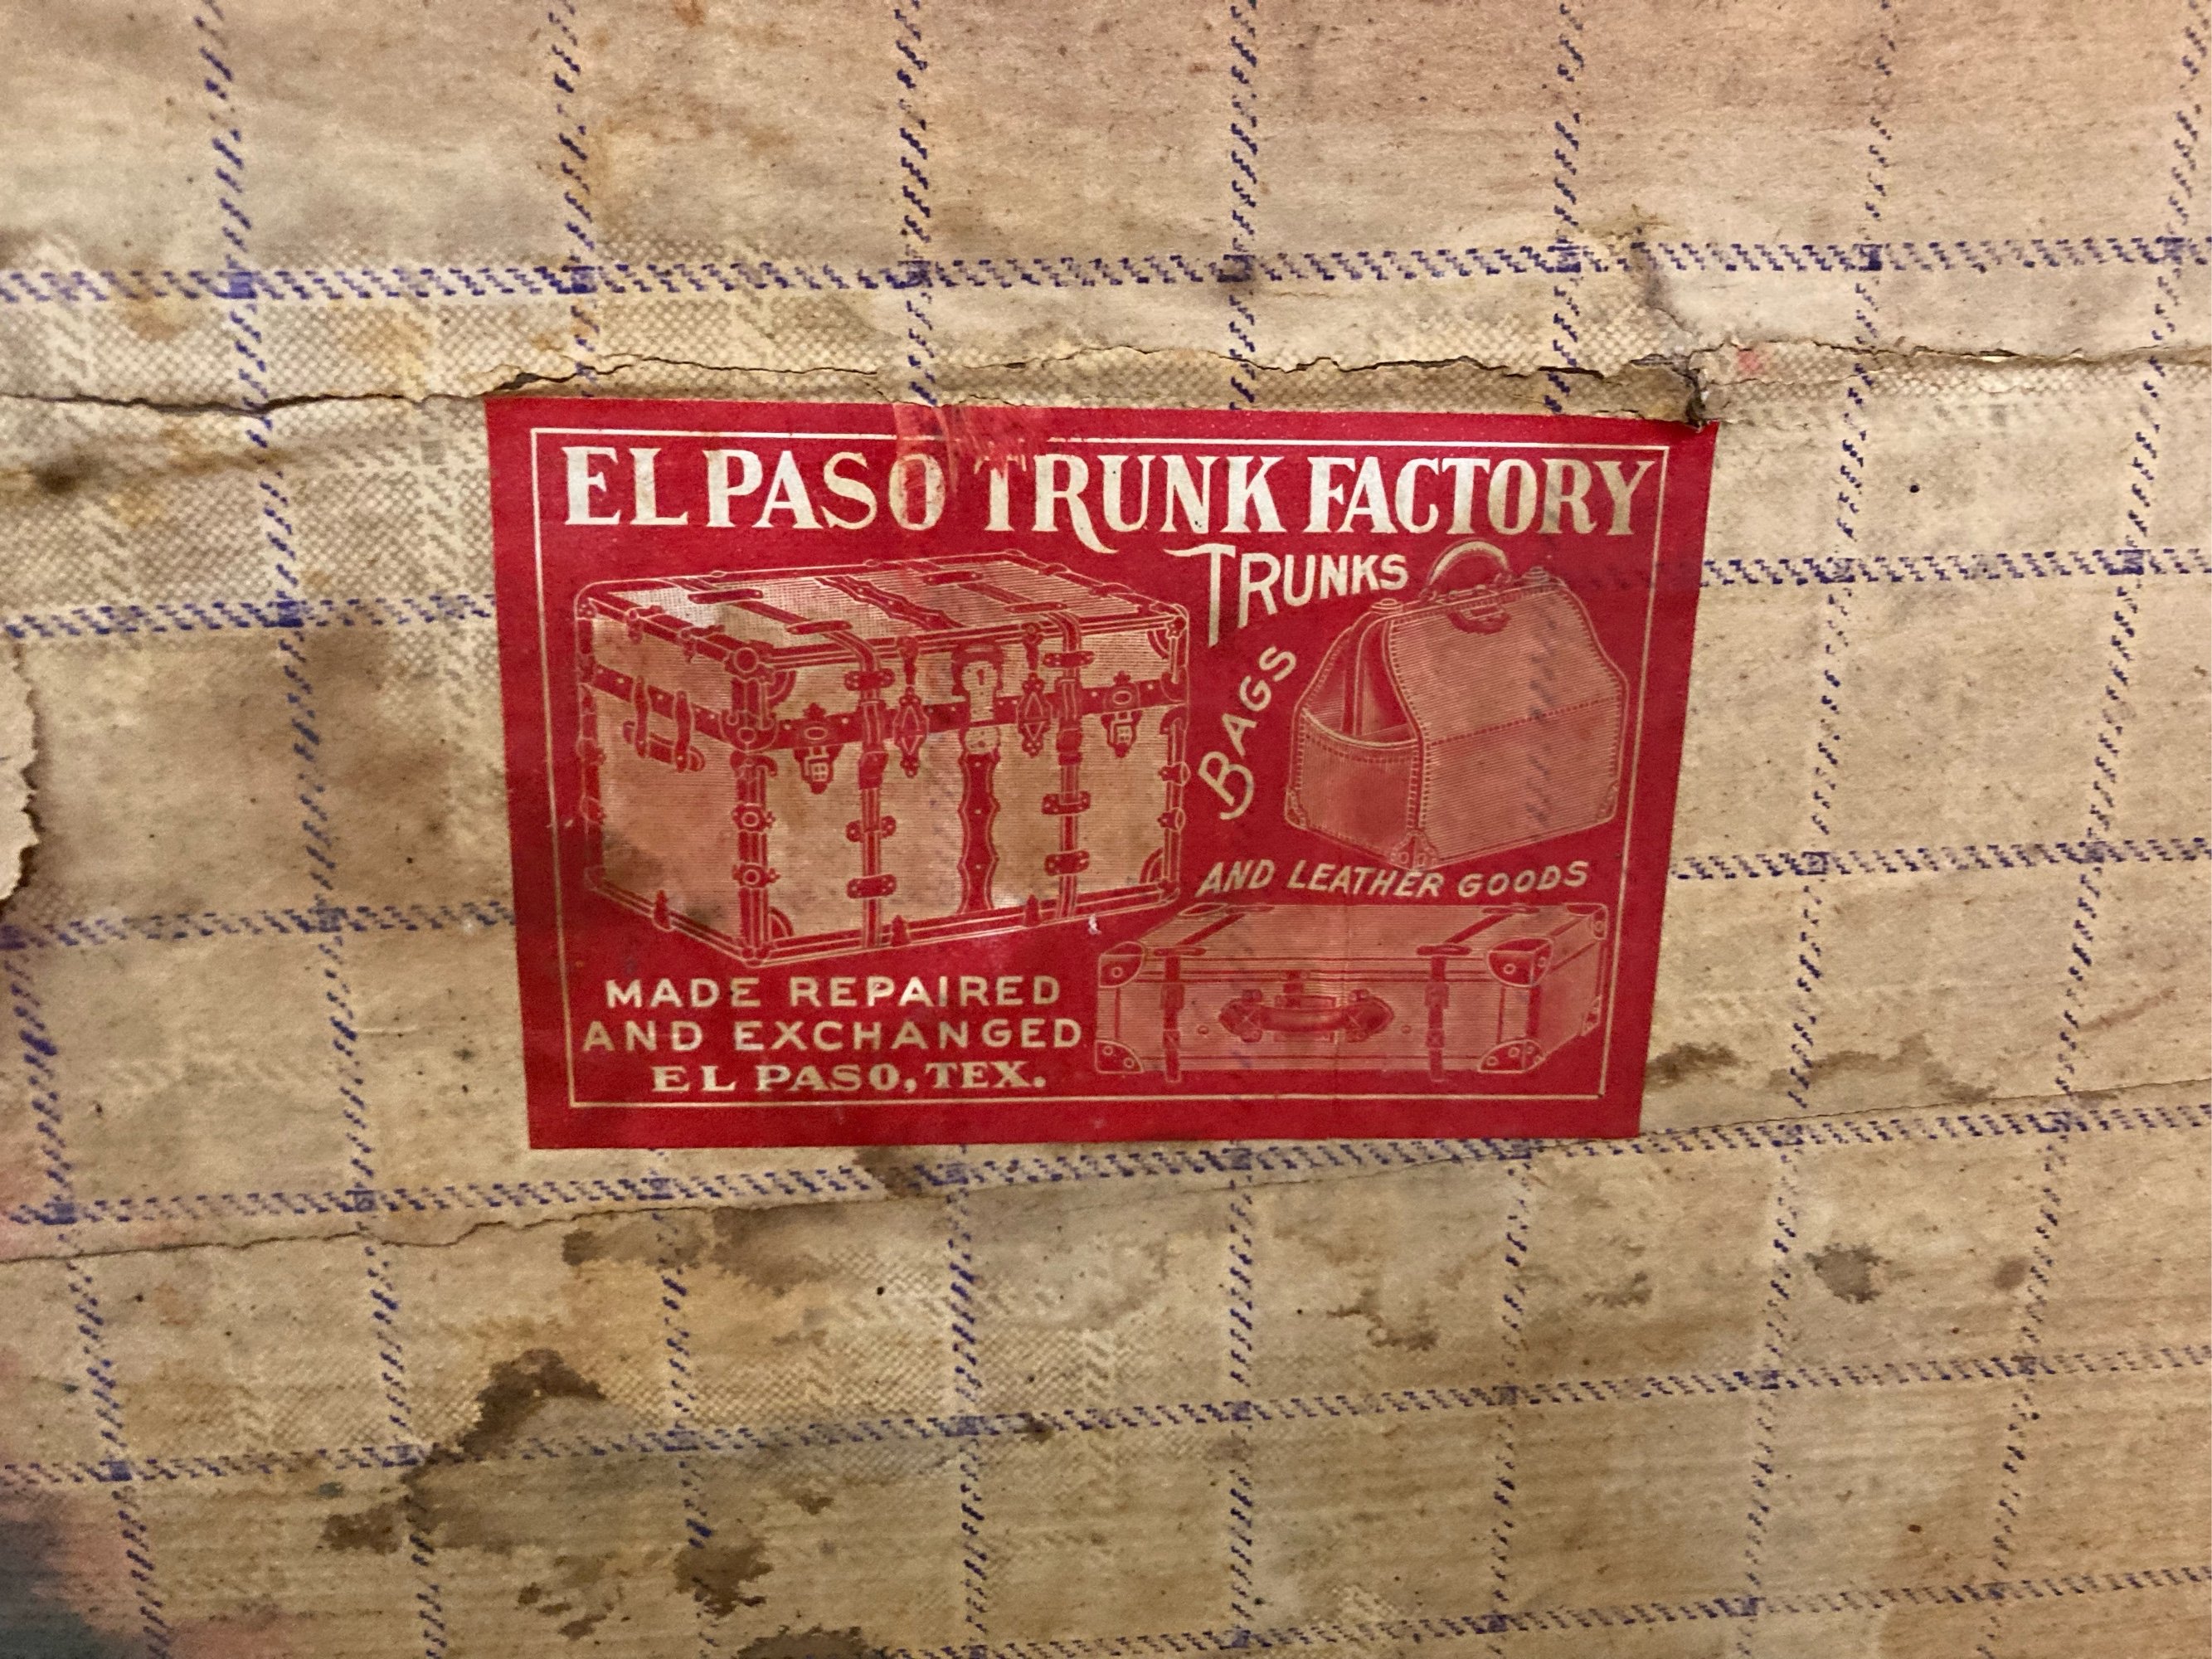 EL PASO TRUNK FACTORY
TRUNKS
BAGS
AND LEATHER GOODS
MADE REPAIRED
AND EXCHANGED
EL PASO, TEX.